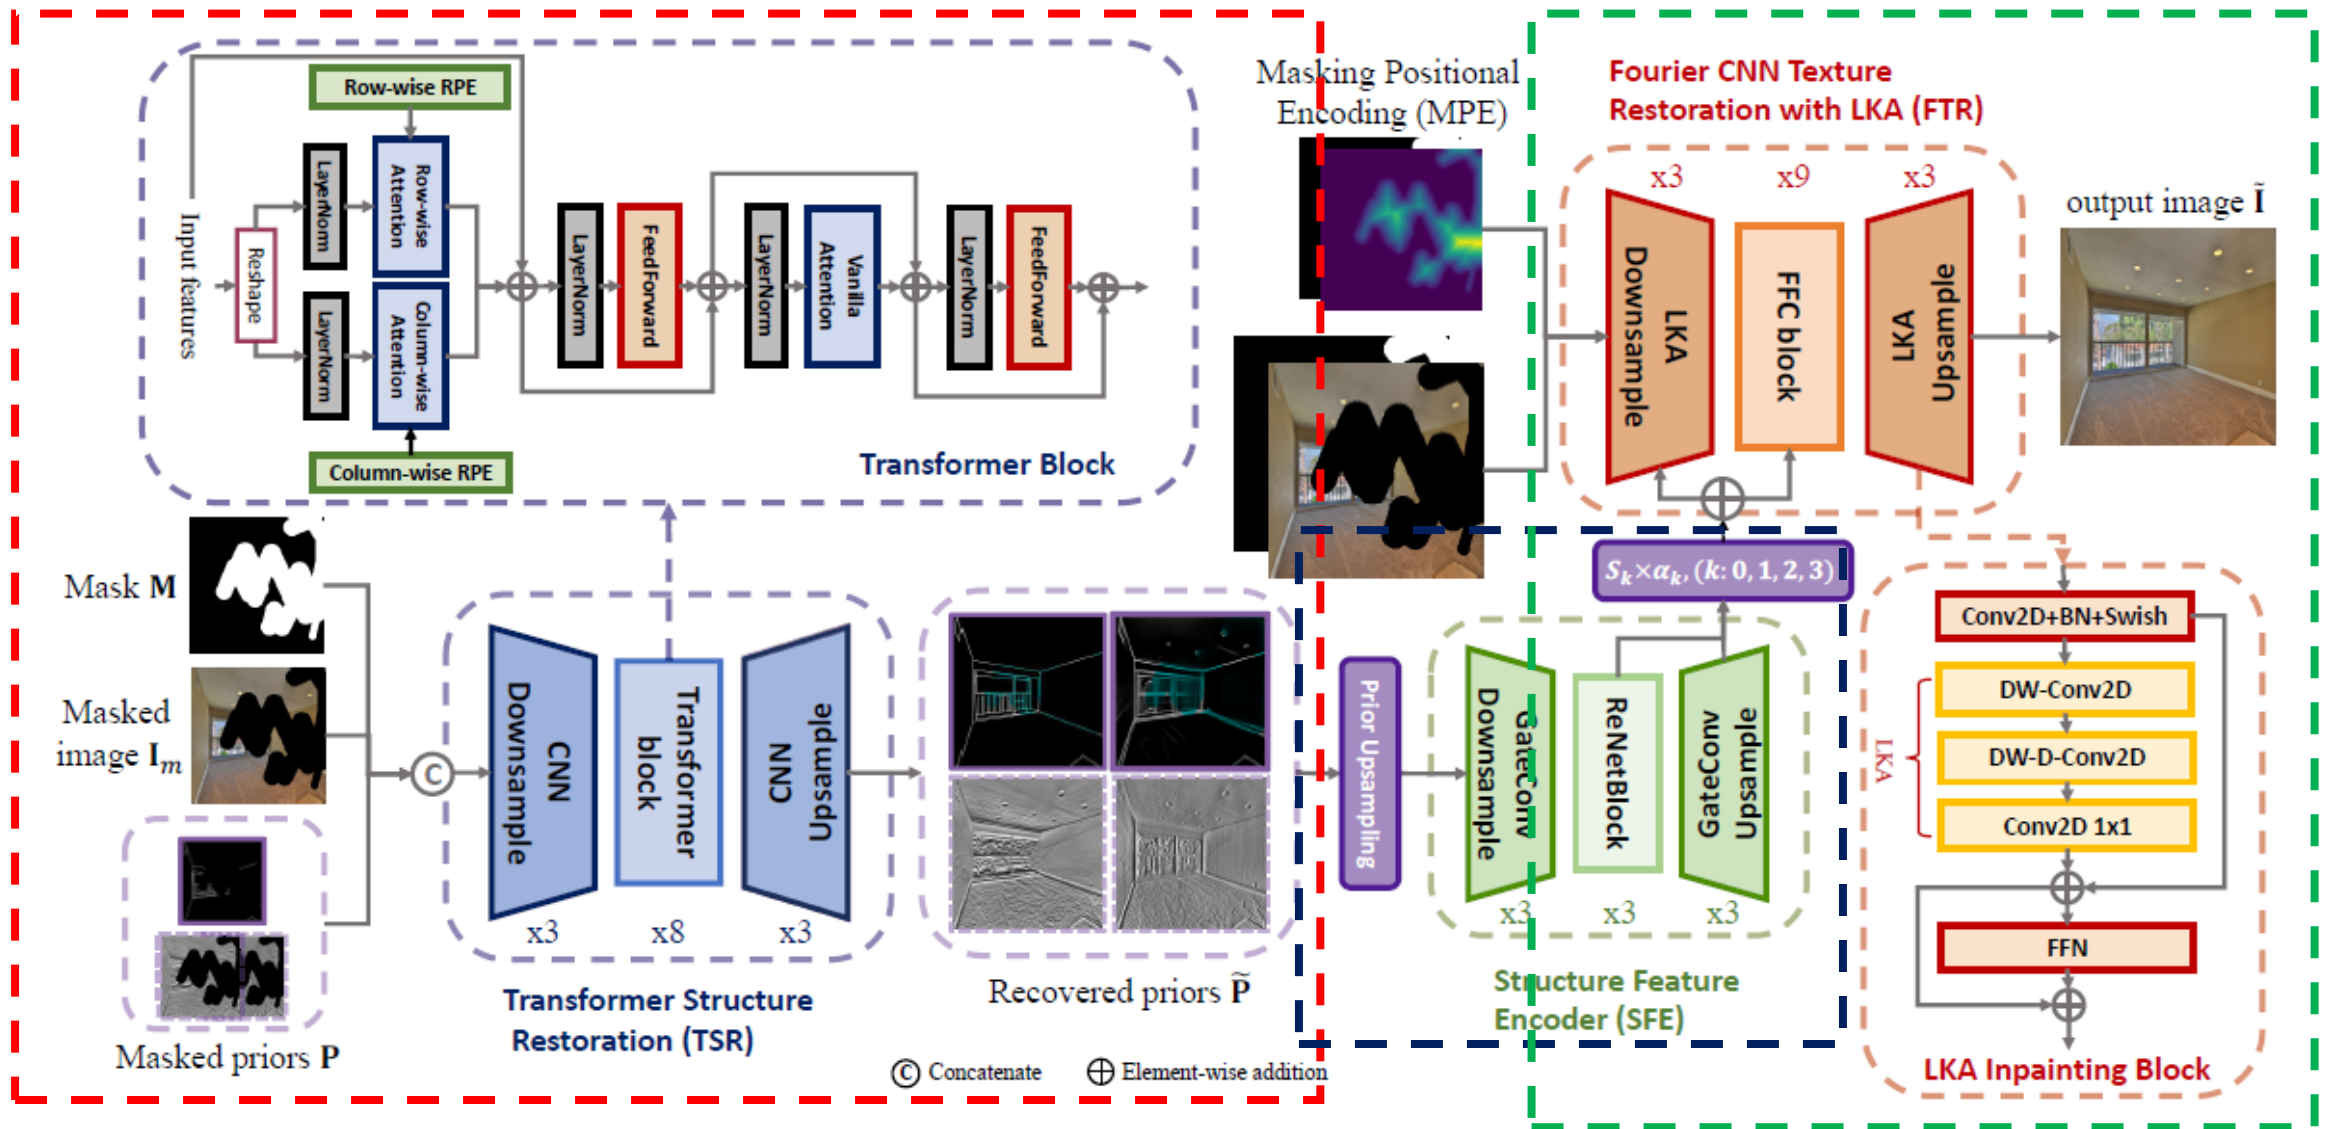 Row-wise RPE
Input features
Reshape
LayerNorm
Row-wise
Attention
LayerNorm
Column-wise
Attention
Column-wise RPE
LayerNorm
FeedForward
LayerNorm
Vanilla
Attention
LayerNorm
FeedForward
Transformer Block
Mask M
Masked
image Iₘ
Masked priors P
C
CNN
Downsample
Transformer
block
CNN
Upsample
x3
x8
x3
Transformer Structure
Restoration (TSR)
Recovered priors P̃
C Concatenate
⊕ Element-wise addition
Masking Positional
Encoding (MPE)
Fourier CNN Texture
Restoration with LKA (FTR)
x3
x9
x3
LKA
Downsample
FFC block
LKA
Upsample
output image Ĩ
Sₖ×αₖ, (k: 0, 1, 2, 3)
Prior Upsampling
GateConv
Downsample
ReNetBlock
GateConv
Upsample
x3
x3
x3
Structure Feature
Encoder (SFE)
Conv2D+BN+Swish
LKA
DW-Conv2D
DW-D-Conv2D
Conv2D 1x1
FFN
LKA Inpainting Block